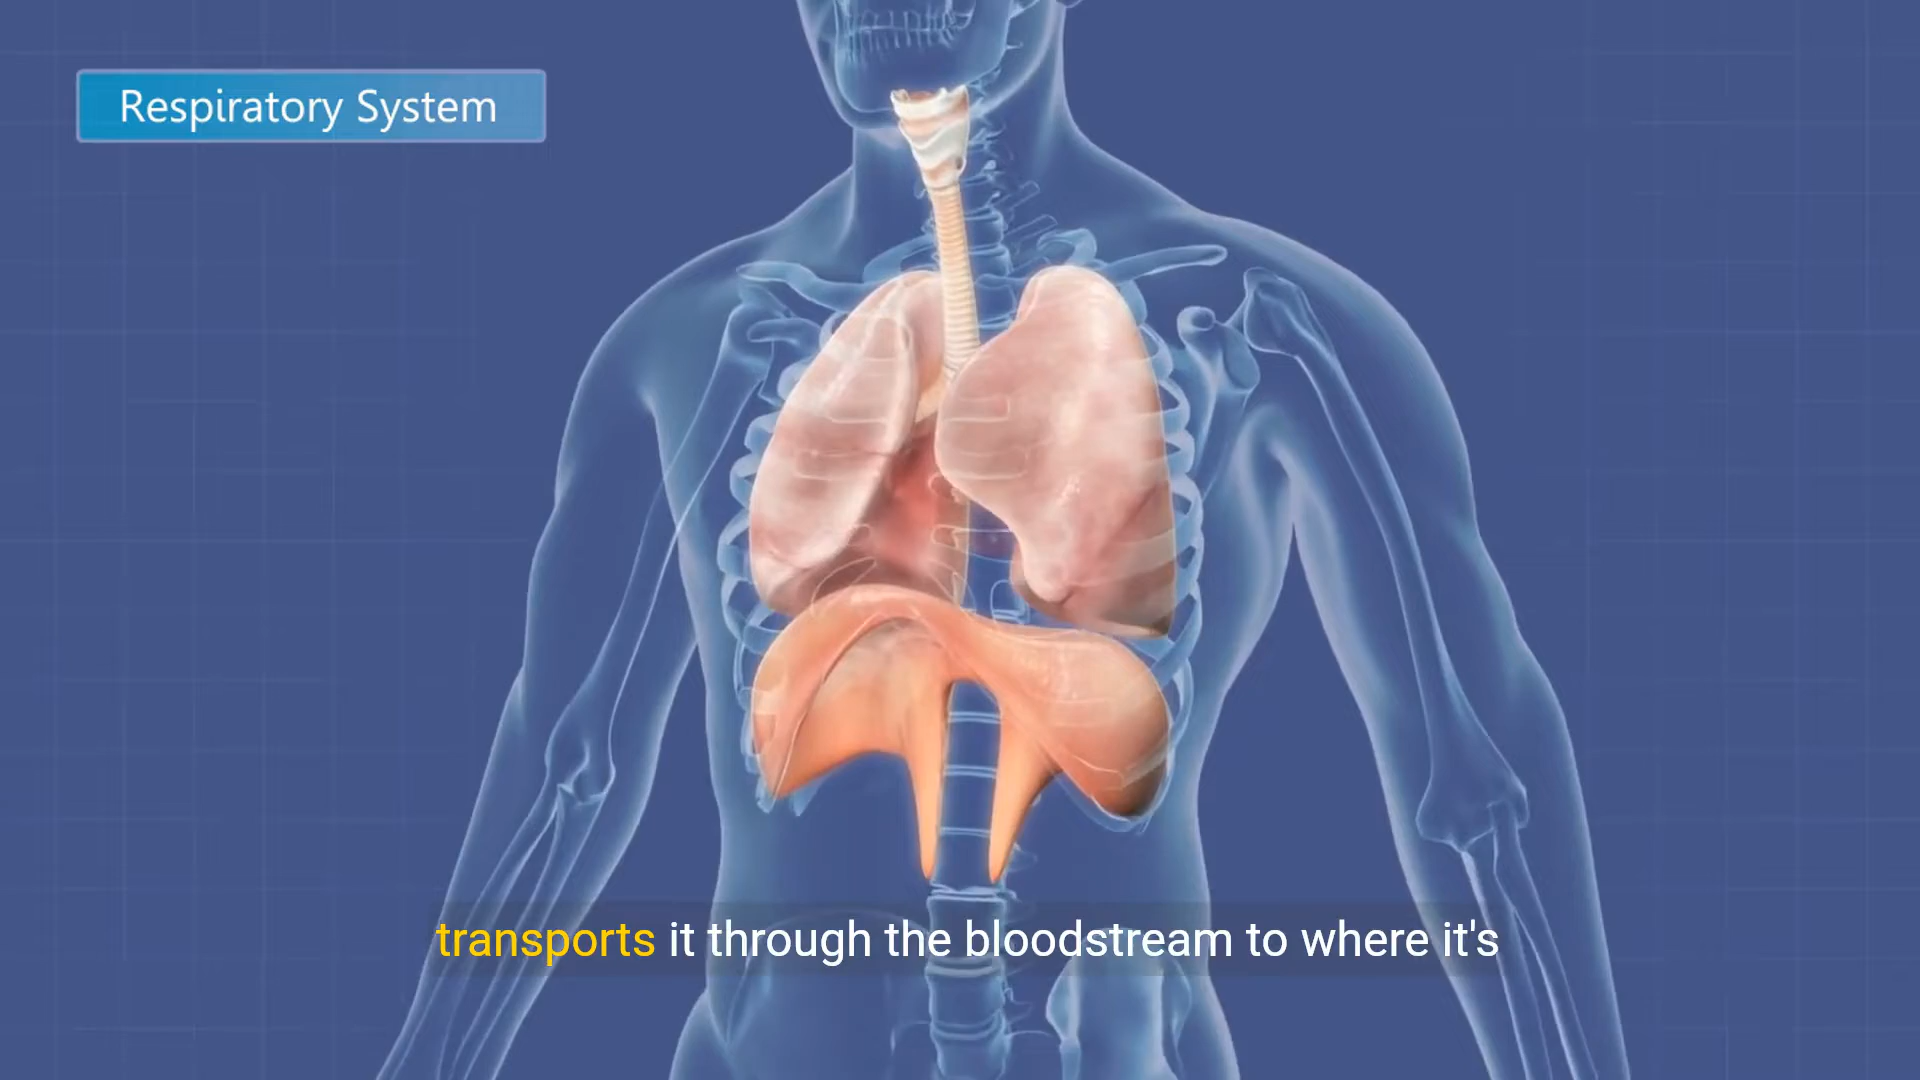 Respiratory System
transports it through the bloodstream to where it's